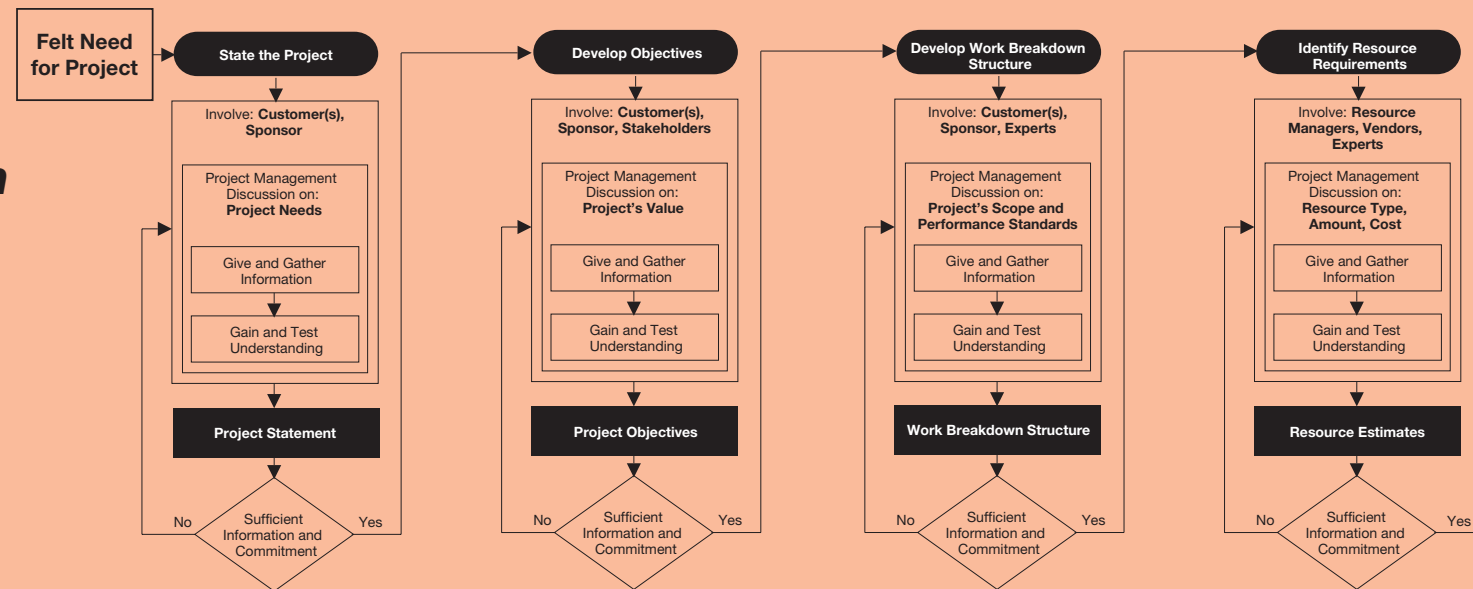 Felt Need
for Project
State the Project
Involve: Customer(s),
Sponsor
Project Management
Discussion on:
Project Needs
Give and Gather
Information
Gain and Test
Understanding
Project Statement
No
Sufficient
Information and
Commitment
Yes
Develop Objectives
Involve: Customer(s),
Sponsor, Stakeholders
Project Management
Discussion on:
Project's Value
Give and Gather
Information
Gain and Test
Understanding
Project Objectives
No
Sufficient
Information and
Commitment
Yes
Develop Work Breakdown
Structure
Involve: Customer(s),
Sponsor, Experts
Project Management
Discussion on:
Project's Scope and
Performance Standards
Give and Gather
Information
Gain and Test
Understanding
Work Breakdown Structure
No
Sufficient
Information and
Commitment
Yes
Identify Resource
Requirements
Involve: Resource
Managers, Vendors,
Experts
Project Management
Discussion on:
Resource Type,
Amount, Cost
Give and Gather
Information
Gain and Test
Understanding
Resource Estimates
No
Sufficient
Information and
Commitment
Yes